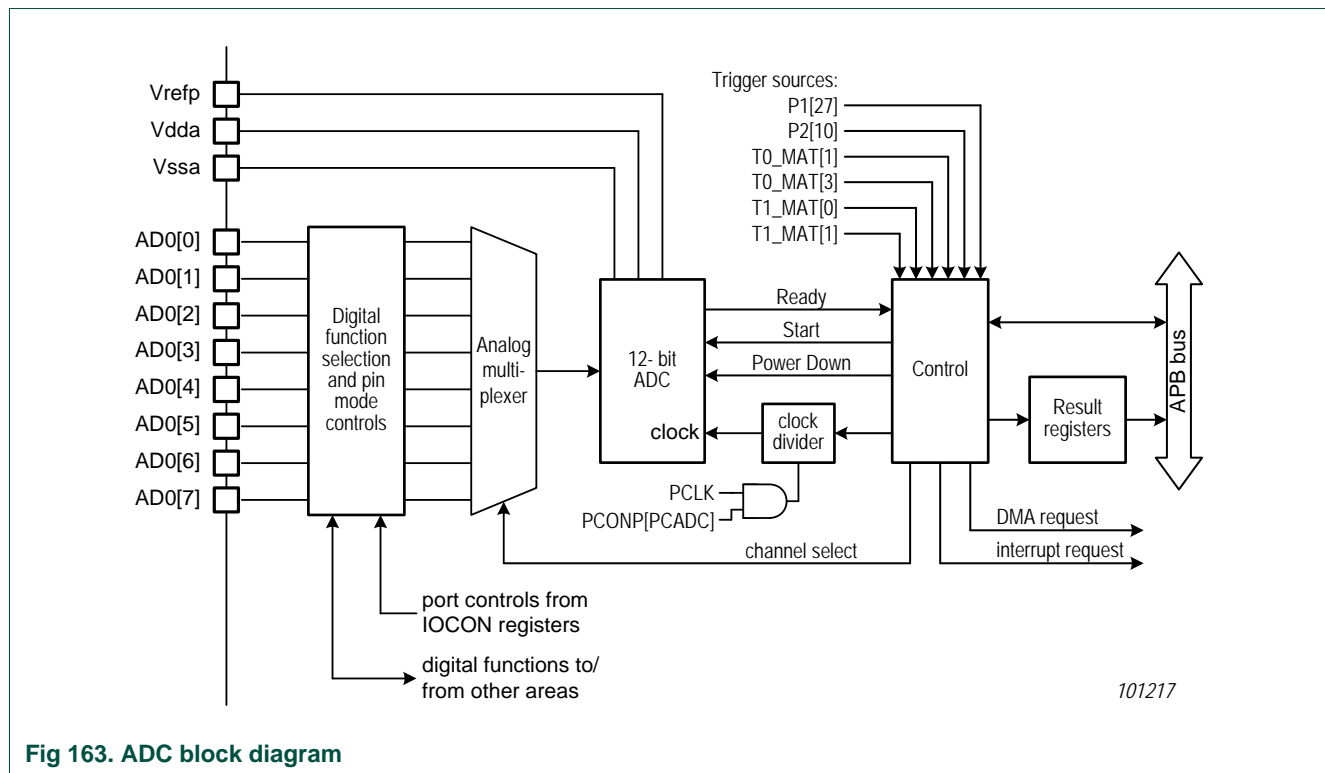 Vrefp
Vdda
Vssa
AD0[0]
AD0[1]
AD0[2]
AD0[3]
AD0[4]
AD0[5]
AD0[6]
AD0[7]
Digital
function
selection
and pin
mode
controls
Analog
multi-
plexer
12- bit
ADC
clock
Trigger sources:
P1[27]
P2[10]
T0_MAT[1]
T0_MAT[3]
T1_MAT[0]
T1_MAT[1]
Ready
Start
Power Down
clock
divider
PCLK
PCONP[PCADC]
channel select
Control
Result
registers
APB bus
DMA request
interrupt request
port controls from
IOCON registers
digital functions to/
from other areas
101217
Fig 163. ADC block diagram